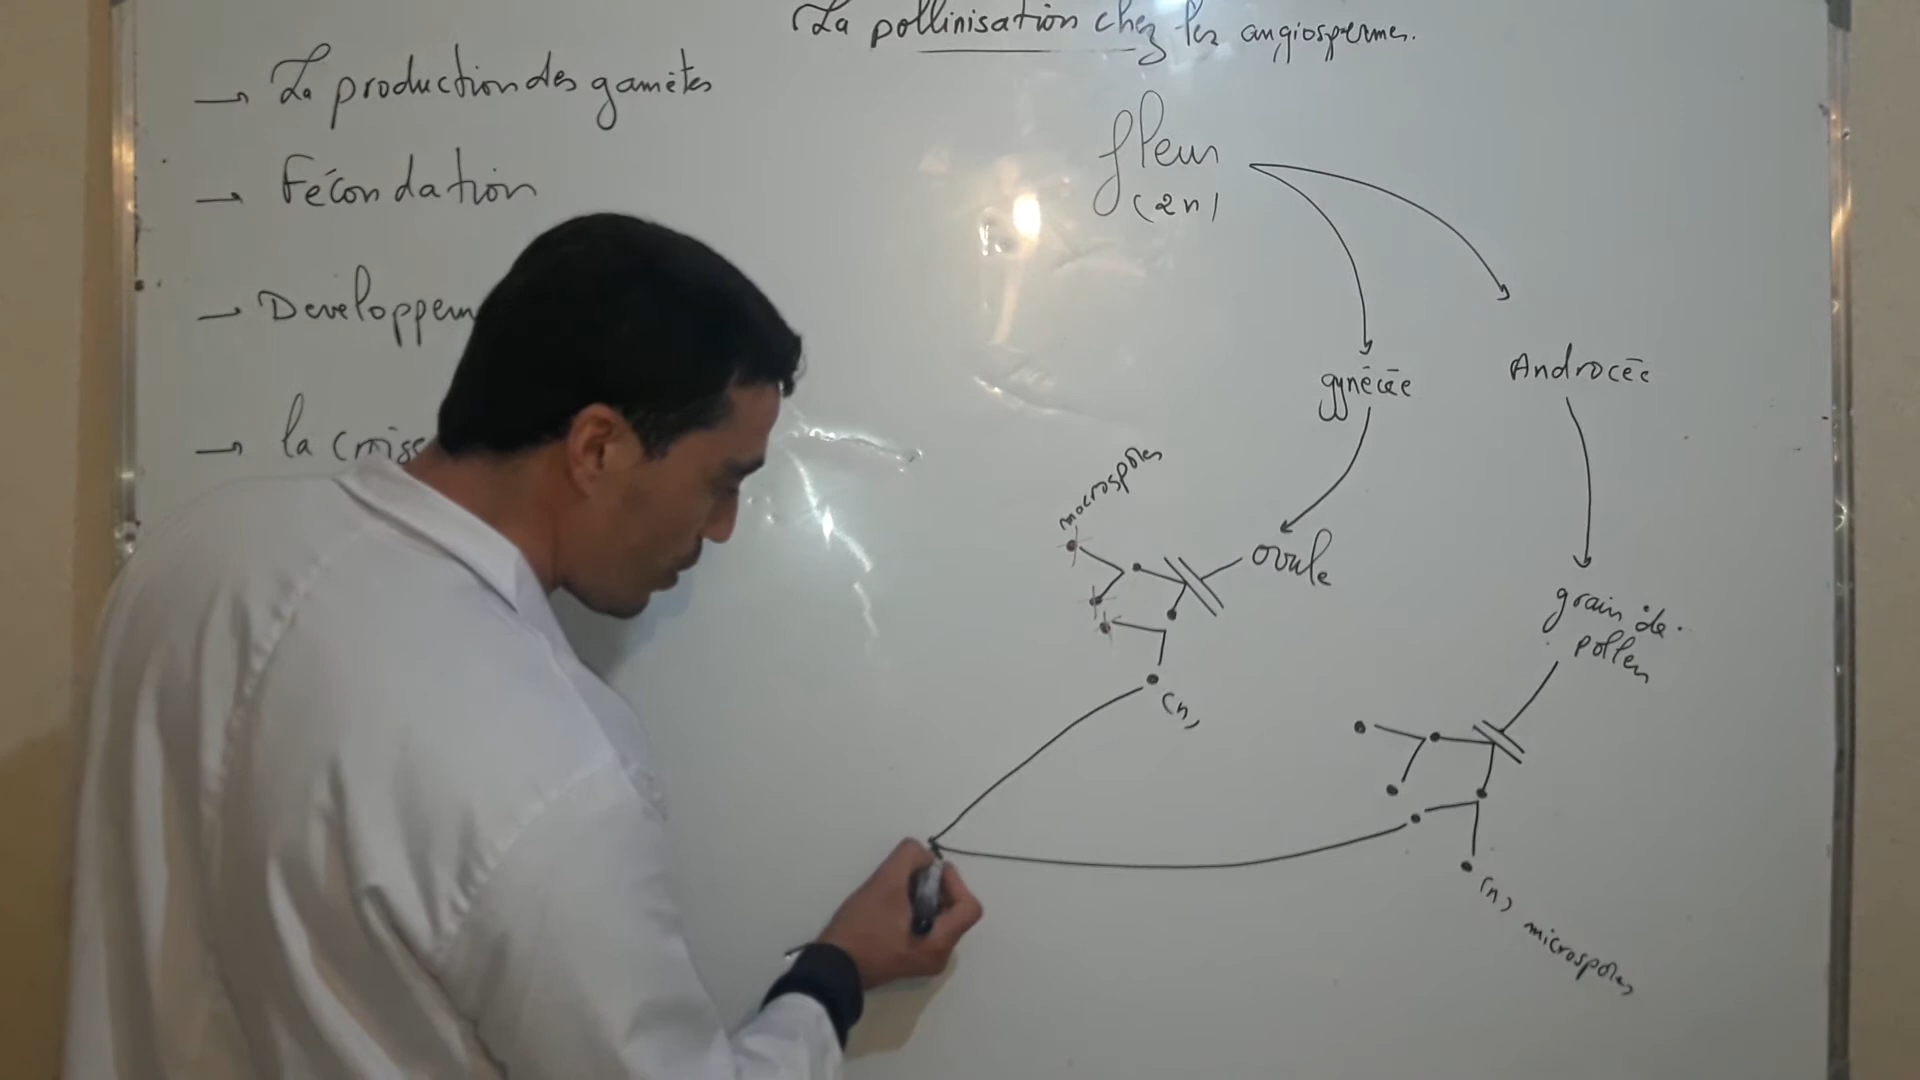 La pollinisation chez les angiospermes.
→ La production des gamètes
→ Fécondation
→ Developpem
→ la croiss
fleur
(2n)
gynécée
Androcée
macrospores
ovule
(n)
grain de
pollen
(n) microspores